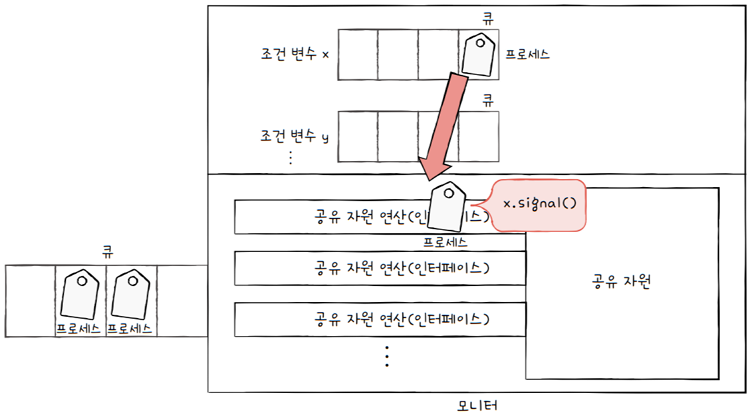 큐
조건 변수 x
프로세스
큐
조건 변수 y
x.signal()
공유 자원 연산(인터페이스)
프로세스
큐
공유 자원 연산(인터페이스)
공유 자원
프로세스 프로세스
공유 자원 연산(인터페이스)
모니터